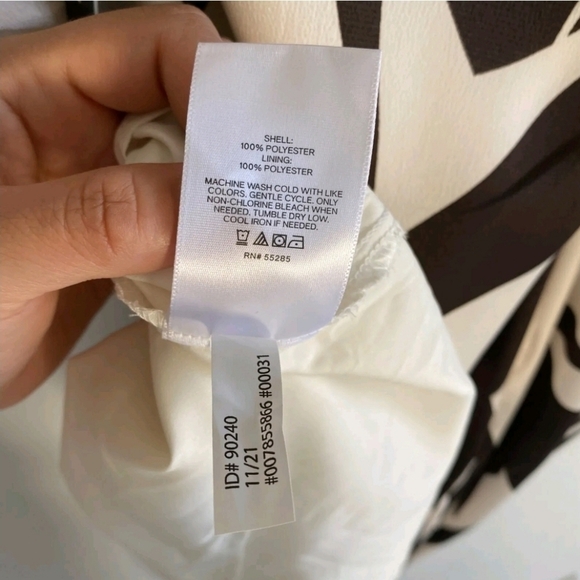 SHELL:
100% POLYESTER
LINING:
100% POLYESTER
MACHINE WASH COLD WITH LIKE
COLORS. GENTLE CYCLE. ONLY
NON-CHLORINE BLEACH WHEN
NEEDED. TUMBLE DRY LOW.
COOL IRON IF NEEDED.
RN# 55285
ID# 90240
11/21
#007855866 #00031